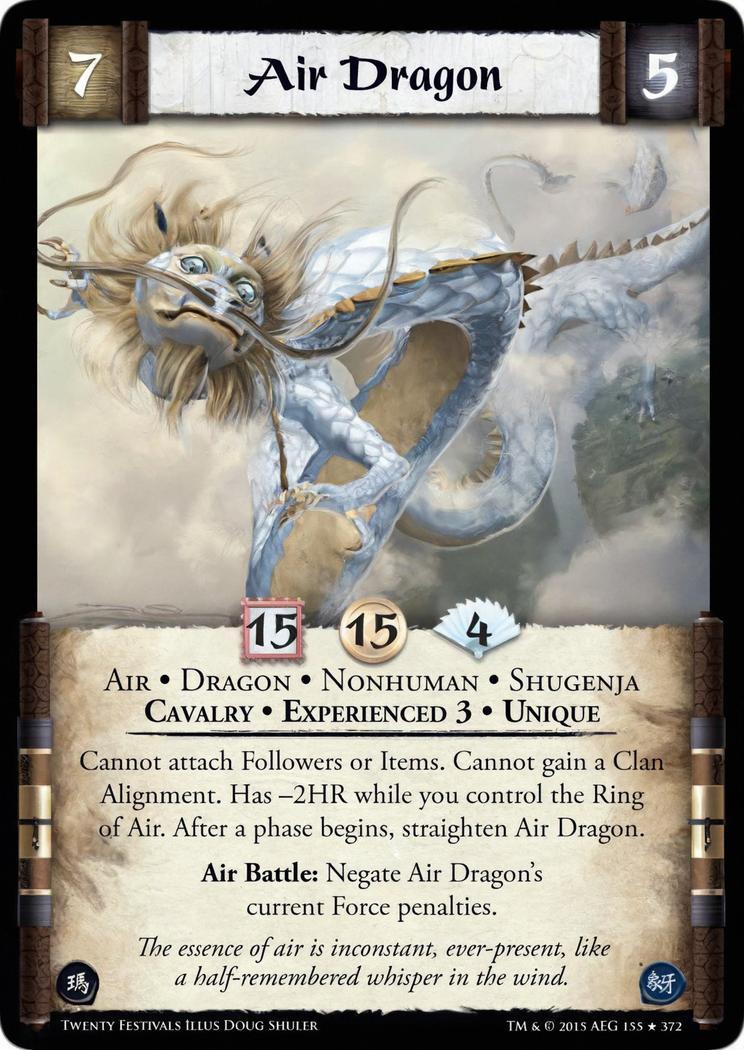 7
Air Dragon
5
15
15
4
Air • Dragon • Nonhuman • Shugenja
Cavalry • Experienced 3 • Unique
Cannot attach Followers or Items. Cannot gain a Clan
Alignment. Has –2HR while you control the Ring
of Air. After a phase begins, straighten Air Dragon.
Air Battle: Negate Air Dragon's
current Force penalties.
The essence of air is inconstant, ever-present, like
a half-remembered whisper in the wind.
瑪
象牙
Twenty Festivals Illus Doug Shuler
TM & © 2015 AEG 155 ★ 372